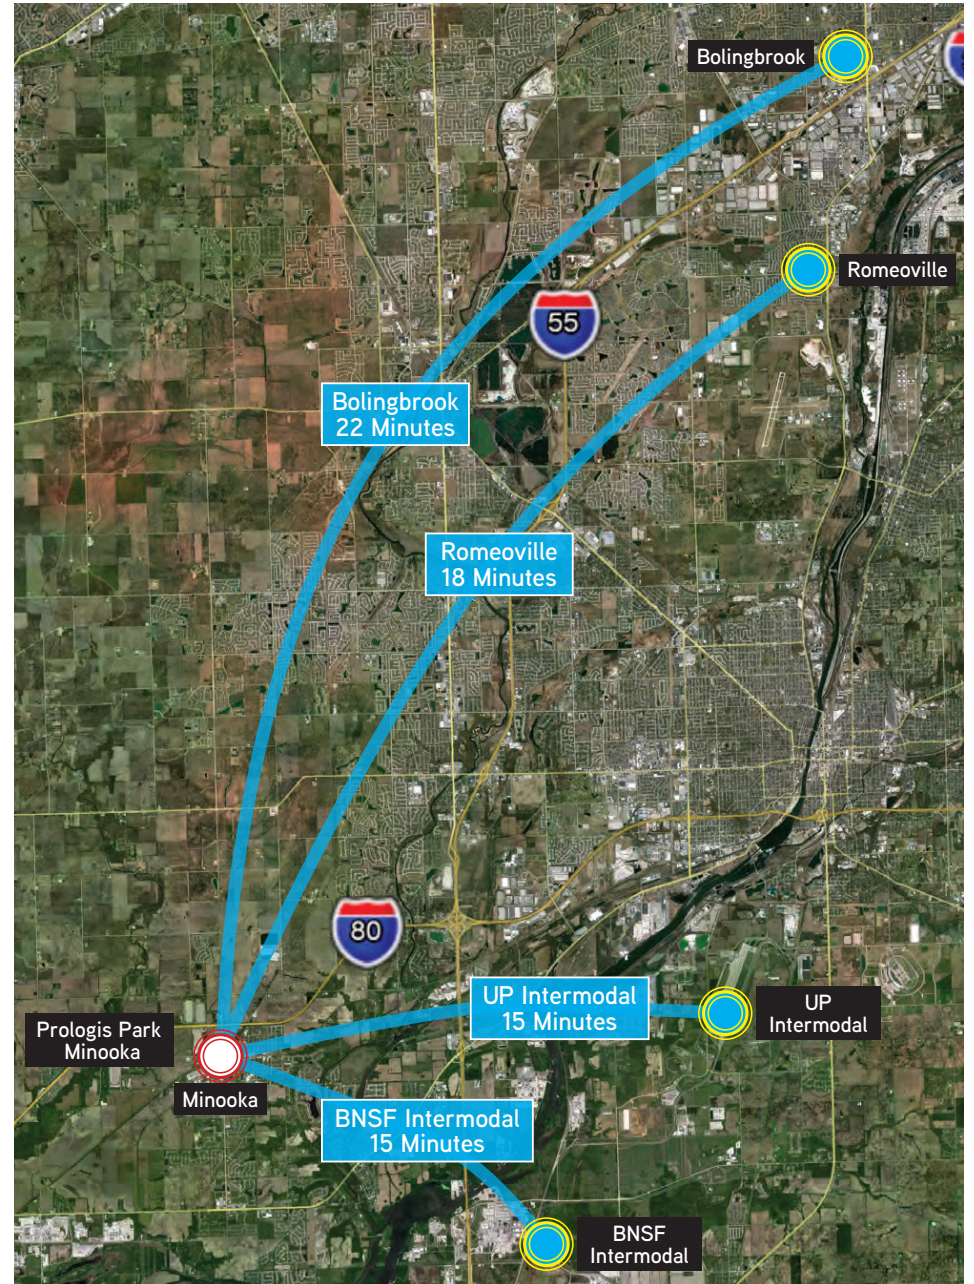 Bolingbrook
Romeoville
55
Bolingbrook
22 Minutes
Romeoville
18 Minutes
80
UP Intermodal
15 Minutes
UP
Intermodal
Prologis Park
Minooka
Minooka
BNSF Intermodal
15 Minutes
BNSF
Intermodal